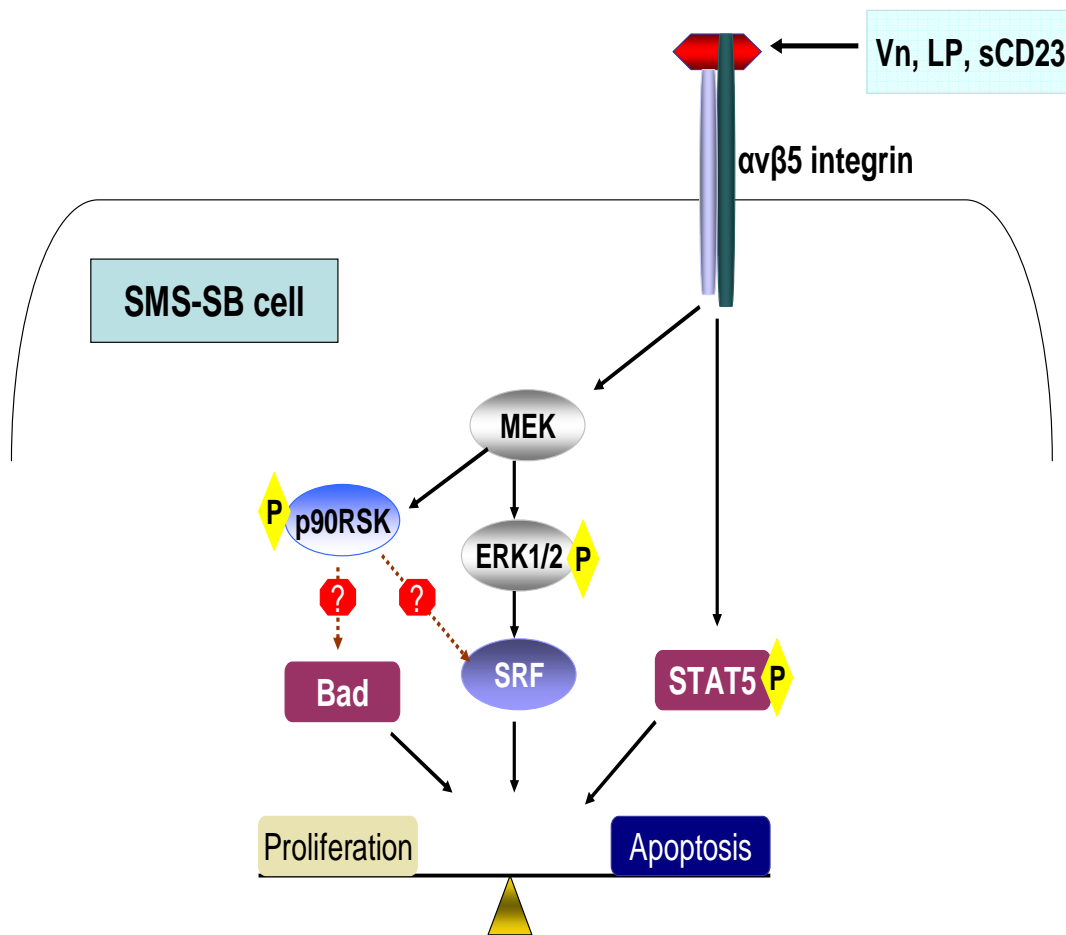 Vn, LP, sCD23
αvβ5 integrin
SMS-SB cell
MEK
P
p90RSK
ERK1/2
P
?
?
Bad
SRF
STAT5
P
Proliferation
Apoptosis